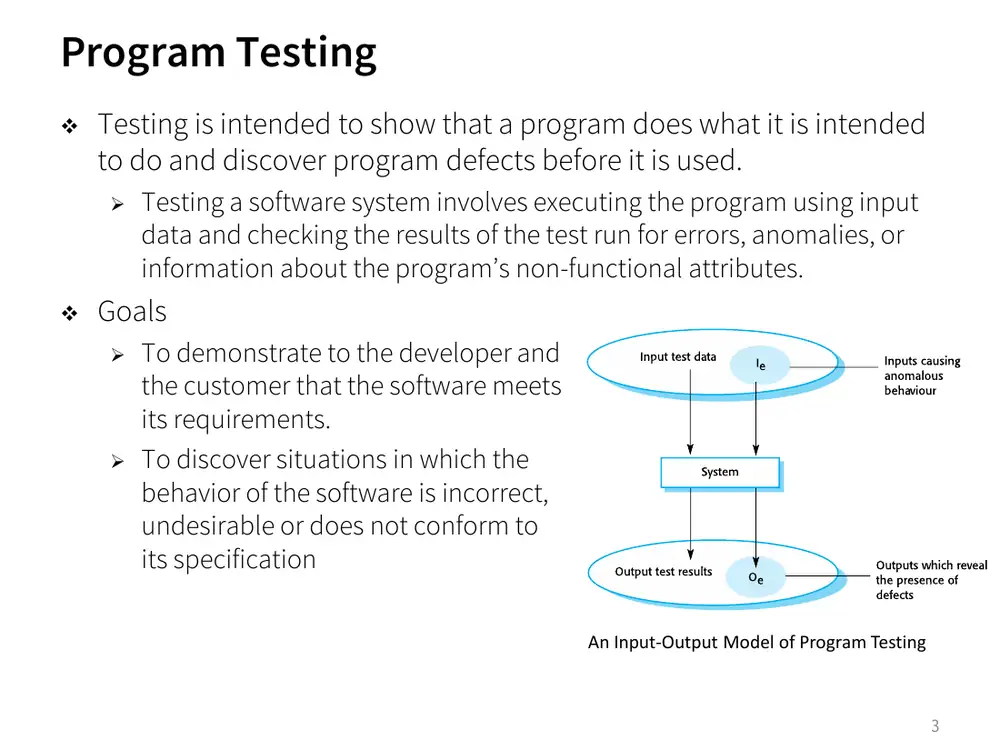 Program Testing
❖ Testing is intended to show that a program does what it is intended
to do and discover program defects before it is used.
➢ Testing a software system involves executing the program using input
data and checking the results of the test run for errors, anomalies, or
information about the program’s non-functional attributes.
❖ Goals
➢ To demonstrate to the developer and
the customer that the software meets
its requirements.
➢ To discover situations in which the
behavior of the software is incorrect,
undesirable or does not conform to
its specification
Input test data
Ie
Inputs causing
anomalous
behaviour
System
Output test results
Oe
Outputs which reveal
the presence of
defects
An Input-Output Model of Program Testing
3